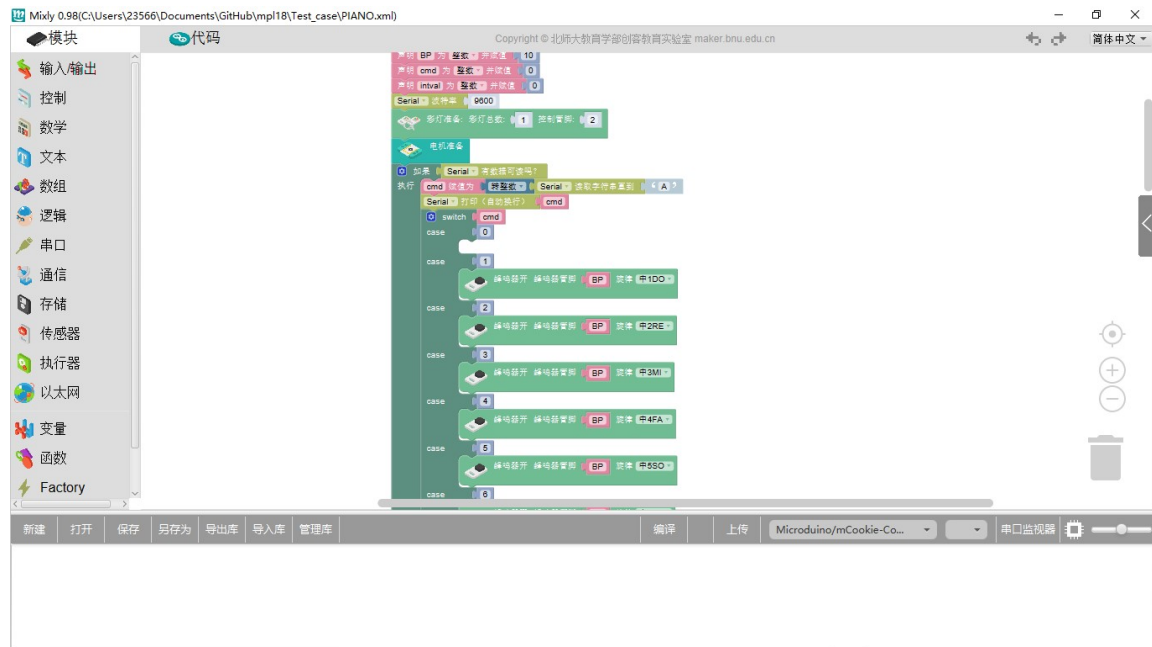 Mixly 0.98(C:\Users\23566\Documents\GitHub\mpl18\Test_case\PIANO.xml)
模块 代码 Copyright © 北师大教育学部创客教育实验室 maker.bnu.edu.cn 简体中文
输入/输出
控制
数学
文本
数组
逻辑
串口
通信
存储
传感器
执行器
以太网
变量
函数
Factory
声明 BP 为 整数 并赋值 10
声明 cmd 为 整数 并赋值 0
声明 intval 为 整数 并赋值 0
Serial 波特率 9600
彩灯准备: 彩灯总数: 1 控制管脚: 2
电机准备
如果 Serial 有数据可读吗?
执行 cmd 赋值为 转整数 Serial 读取字符串直到 “ A ”
Serial 打印（自动换行） cmd
switch cmd
case 0
case 1
蜂鸣器开 蜂鸣器管脚 BP 旋律 中1DO
case 2
蜂鸣器开 蜂鸣器管脚 BP 旋律 中2RE
case 3
蜂鸣器开 蜂鸣器管脚 BP 旋律 中3MI
case 4
蜂鸣器开 蜂鸣器管脚 BP 旋律 中4FA
case 5
蜂鸣器开 蜂鸣器管脚 BP 旋律 中5SO
case 6
新建 打开 保存 另存为 导出库 导入库 管理库 编译 上传 Microduino/mCookie-Co... 串口监视器